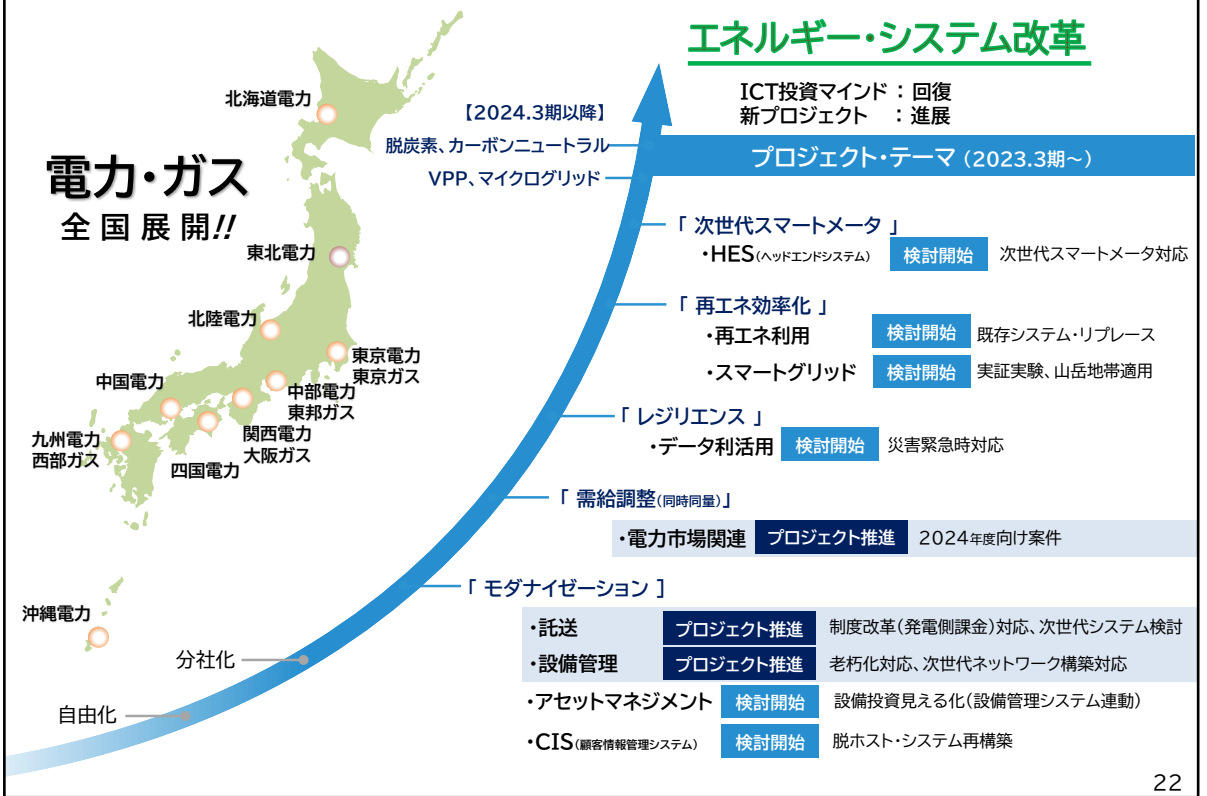 エネルギー・システム改革
ICT投資マインド : 回復
新プロジェクト : 進展
プロジェクト・テーマ (2023.3期～)
電力・ガス
全国展開!!
北海道電力
東北電力
北陸電力
東京電力
東京ガス
中国電力
中部電力
東邦ガス
関西電力
大阪ガス
九州電力
西部ガス
四国電力
沖縄電力
【2024.3期以降】
脱炭素、カーボンニュートラル
VPP、マイクログリッド
「 次世代スマートメータ 」
・HES(ヘッドエンドシステム) 検討開始 次世代スマートメータ対応
「 再エネ効率化 」
・再エネ利用 検討開始 既存システム・リプレース
・スマートグリッド 検討開始 実証実験、山岳地帯適用
「 レジリエンス 」
・データ利活用 検討開始 災害緊急時対応
「 需給調整(同時同量)」
・電力市場関連 プロジェクト推進 2024年度向け案件
「 モダナイゼーション ]
・託送 プロジェクト推進 制度改革(発電側課金)対応、次世代システム検討
・設備管理 プロジェクト推進 老朽化対応、次世代ネットワーク構築対応
・アセットマネジメント 検討開始 設備投資見える化(設備管理システム連動)
・CIS(顧客情報管理システム) 検討開始 脱ホスト・システム再構築
分社化
自由化
22